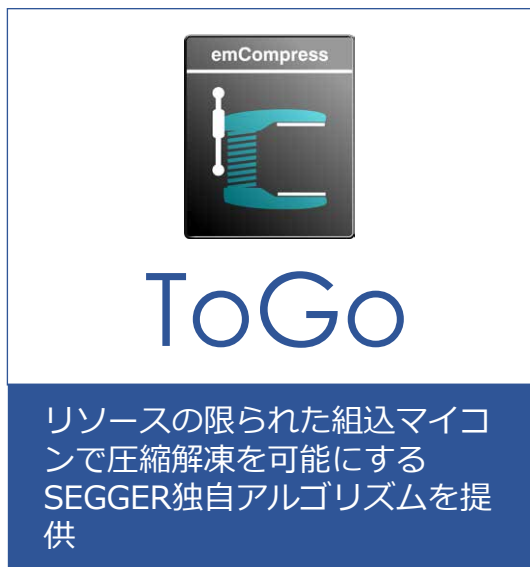 emCompress
ToGo
リソースの限られた組込マイコ
ンで圧縮解凍を可能にする
SEGGER独自アルゴリズムを提
供